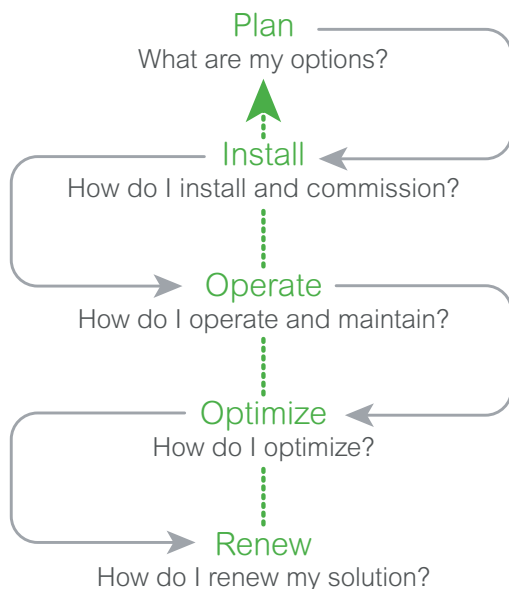 Plan
What are my options?
Install
How do I install and commission?
Operate
How do I operate and maintain?
Optimize
How do I optimize?
Renew
How do I renew my solution?